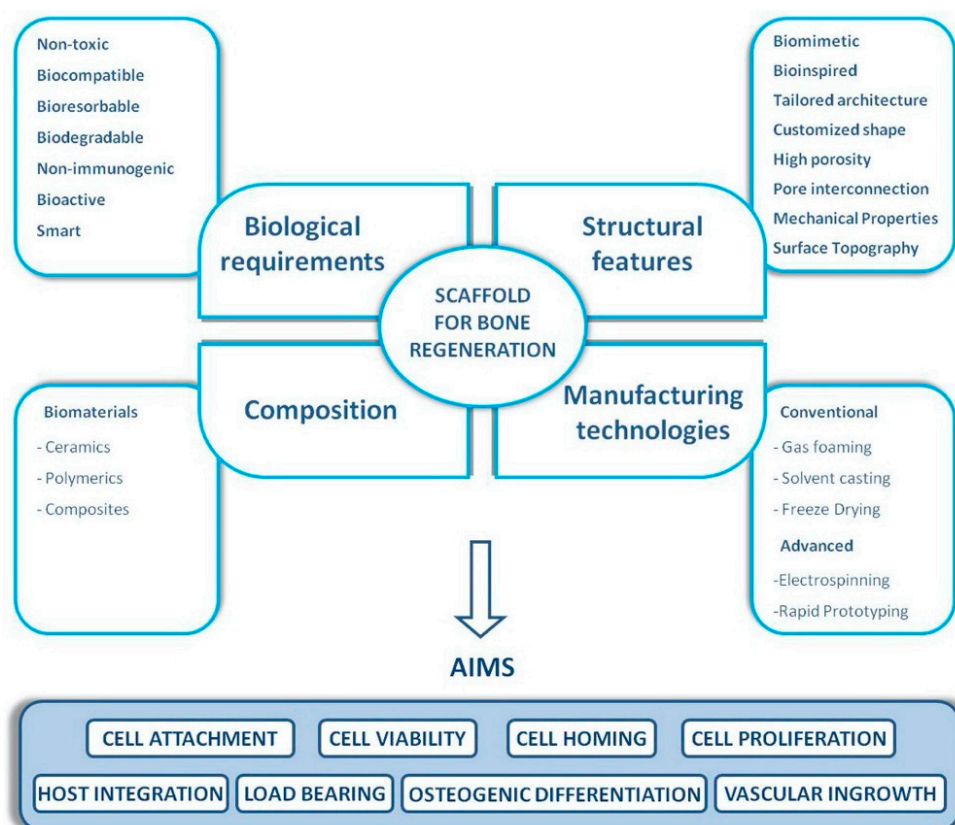 Non-toxic
Biocompatible
Bioresorbable
Biodegradable
Non-immunogenic
Bioactive
Smart
Biomimetic
Bioinspired
Tailored architecture
Customized shape
High porosity
Pore interconnection
Mechanical Properties
Surface Topography
Biological
requirements
Structural
features
SCAFFOLD
FOR BONE
REGENERATION
Composition
Manufacturing
technologies
Biomaterials
- Ceramics
- Polymerics
- Composites
Conventional
- Gas foaming
- Solvent casting
- Freeze Drying
Advanced
-Electrospinning
-Rapid Prototyping
AIMS
CELL ATTACHMENT
CELL VIABILITY
CELL HOMING
CELL PROLIFERATION
HOST INTEGRATION
LOAD BEARING
OSTEOGENIC DIFFERENTIATION
VASCULAR INGROWTH